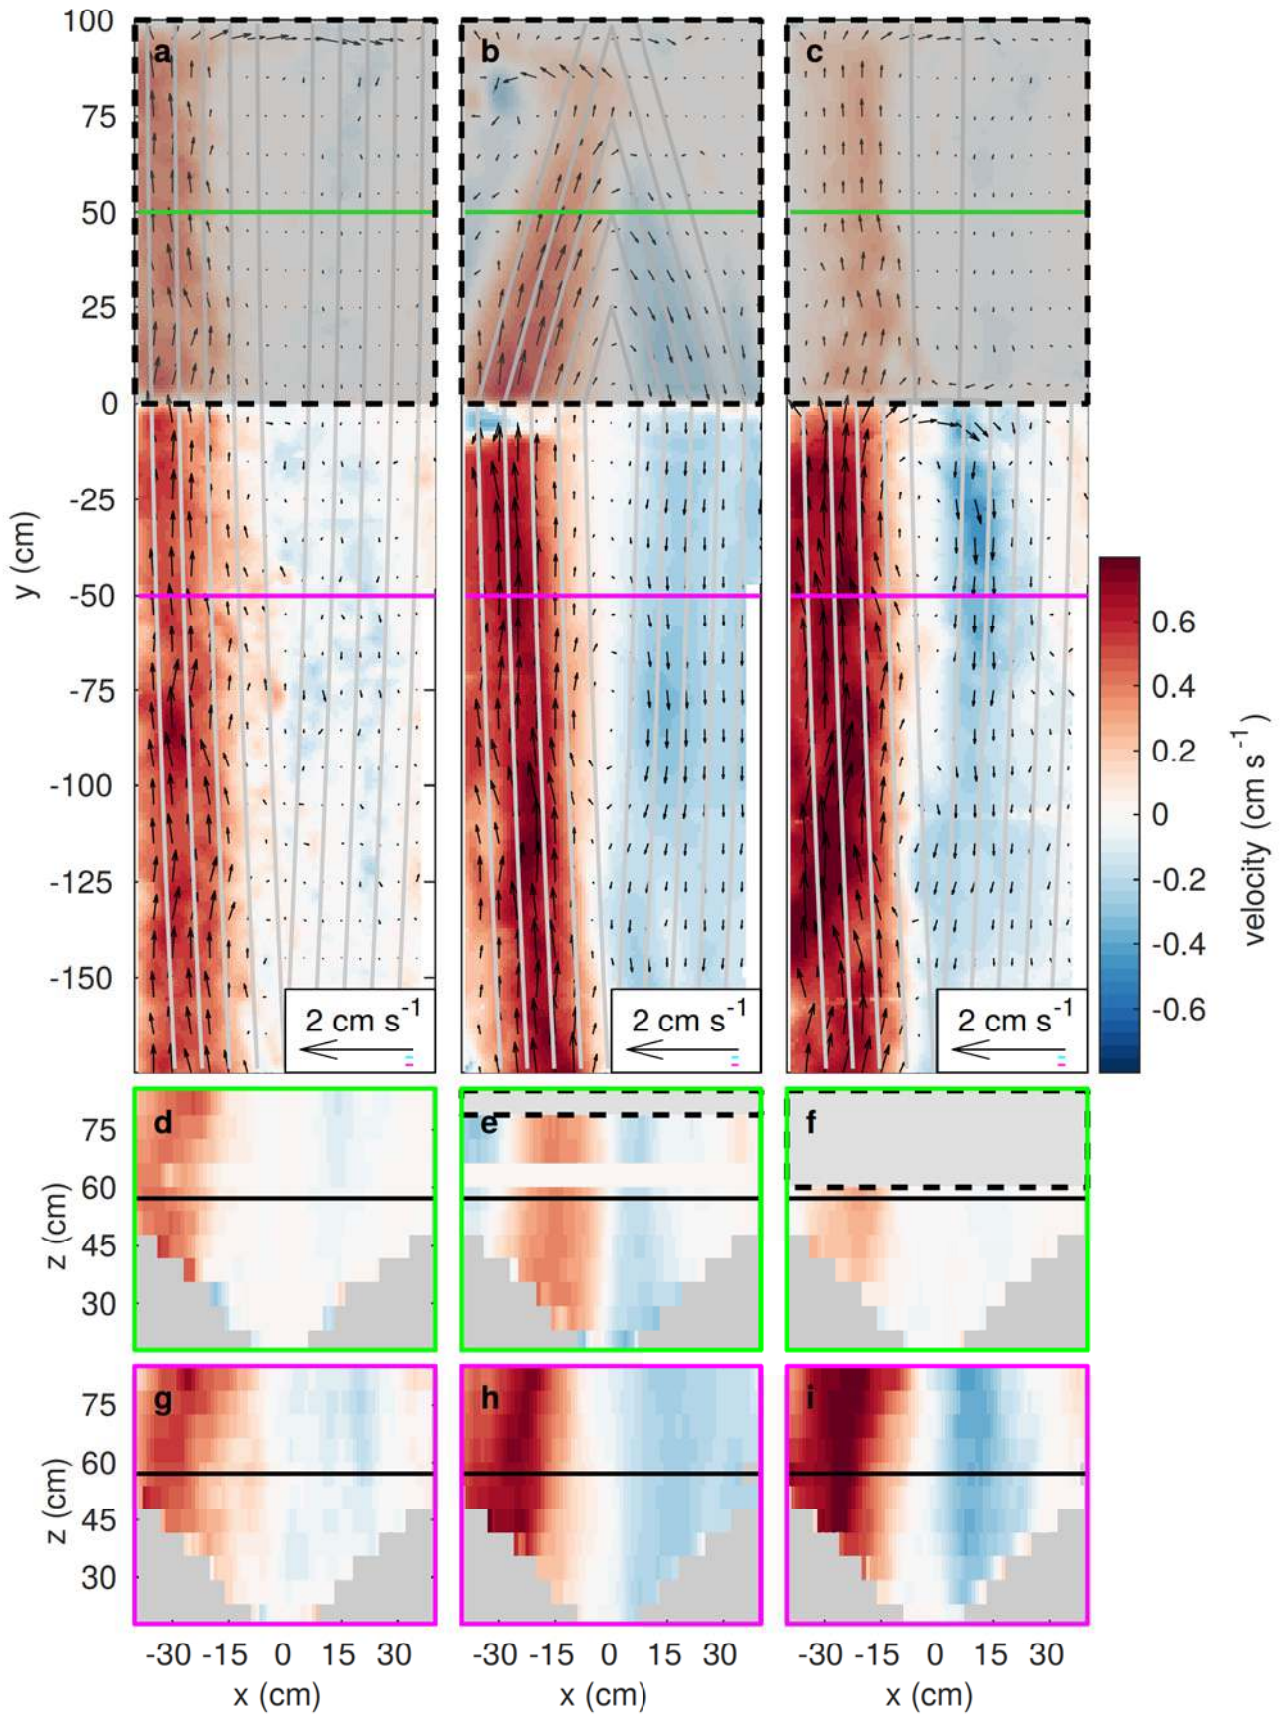 100
a
b
c
75
50
25
0
-25
-50
-75
-100
-125
-150
y (cm)
2 cm s-1
2 cm s-1
2 cm s-1
0.6
0.4
0.2
0
-0.2
-0.4
-0.6
velocity (cm s-1)
d
e
f
75
60
45
30
z (cm)
g
h
i
75
60
45
30
z (cm)
-30 -15 0 15 30
-30 -15 0 15 30
-30 -15 0 15 30
x (cm)
x (cm)
x (cm)